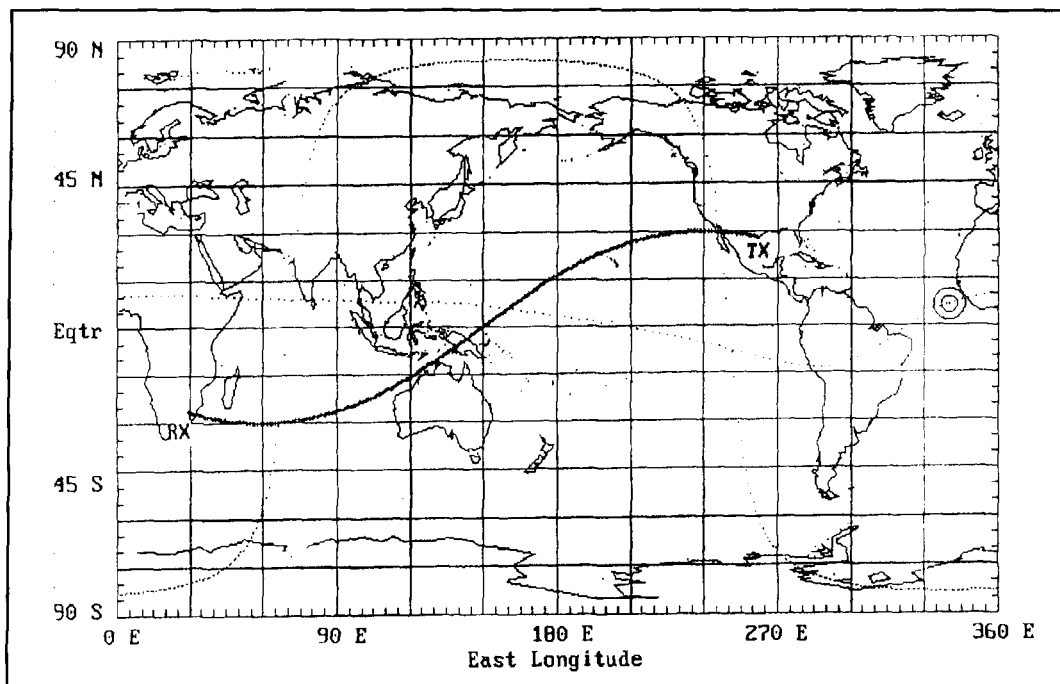 90 N
45 N
TX
Eqtr
RX
45 S
90 S
0 E 90 E 180 E 270 E 360 E
East Longitude